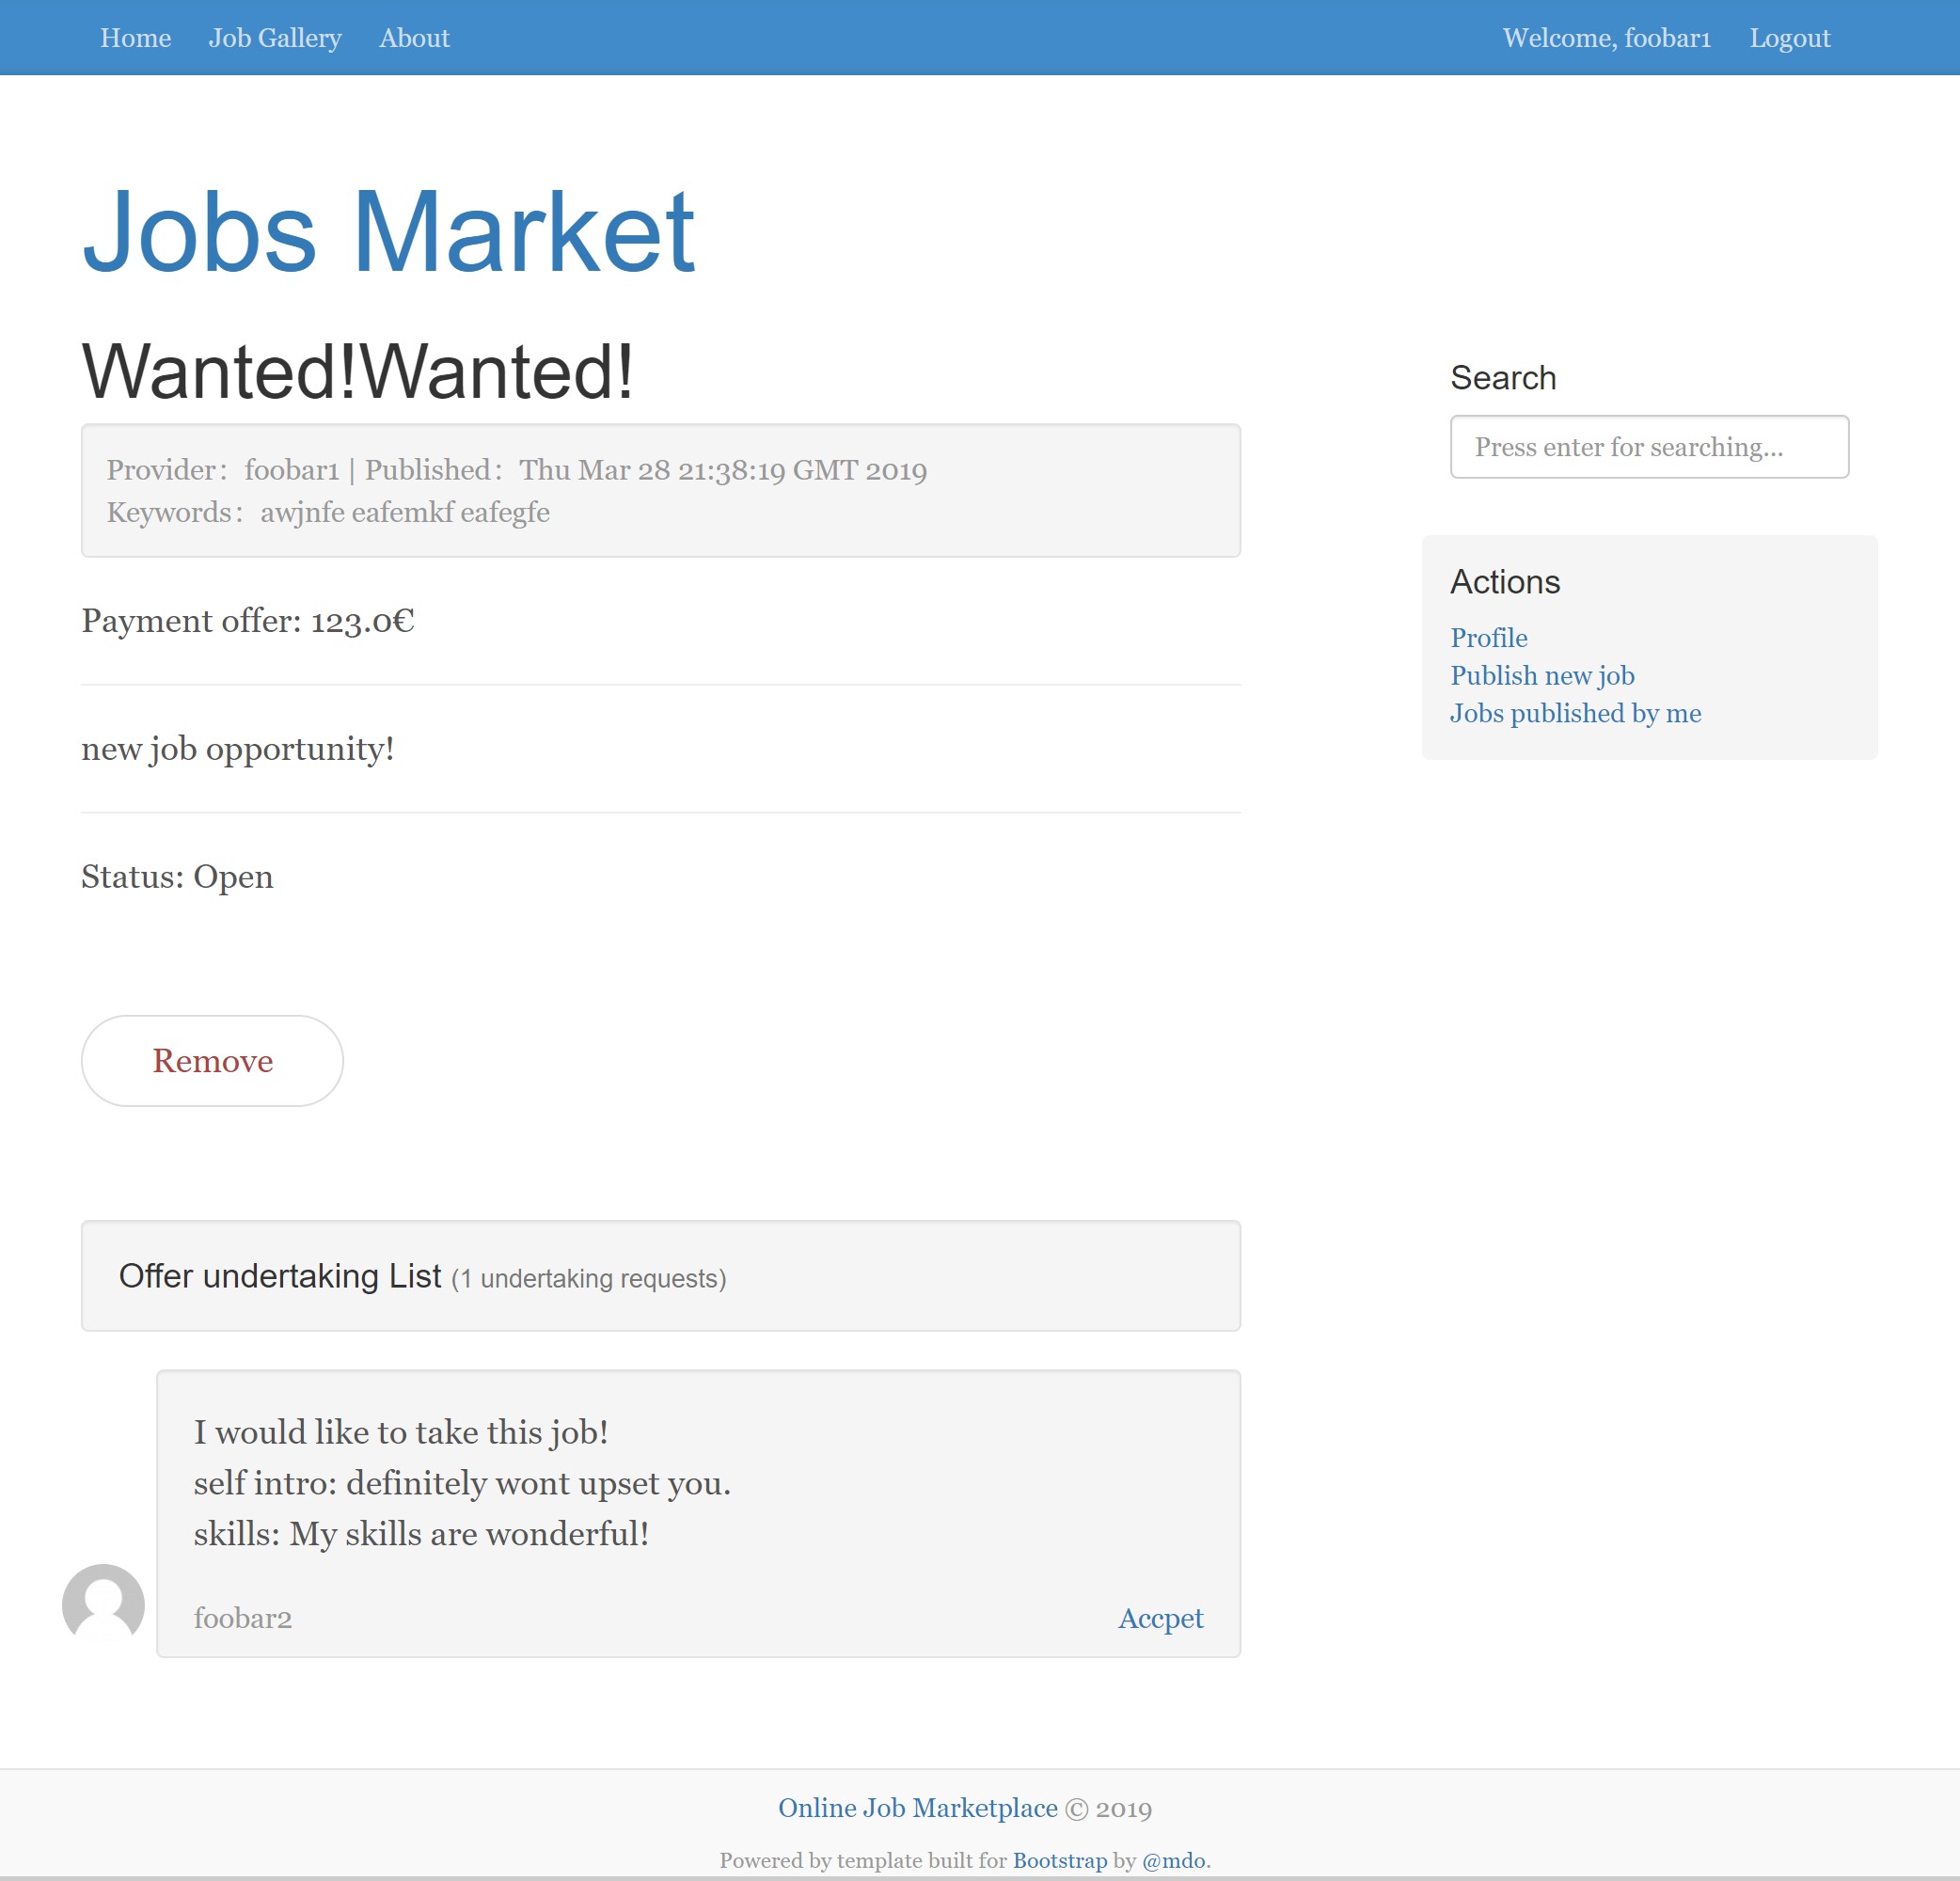 Home Job Gallery About Welcome, foobar1 Logout
Jobs Market
Wanted!Wanted!
Provider: foobar1 | Published: Thu Mar 28 21:38:19 GMT 2019
Keywords: awjnfe eafemkf eafegfe
Payment offer: 123.0€
new job opportunity!
Status: Open
Remove
Offer undertaking List (1 undertaking requests)
I would like to take this job!
self intro: definitely wont upset you.
skills: My skills are wonderful!
foobar2 Accpet
Search
Press enter for searching...
Actions
Profile
Publish new job
Jobs published by me
Online Job Marketplace © 2019
Powered by template built for Bootstrap by @mdo.